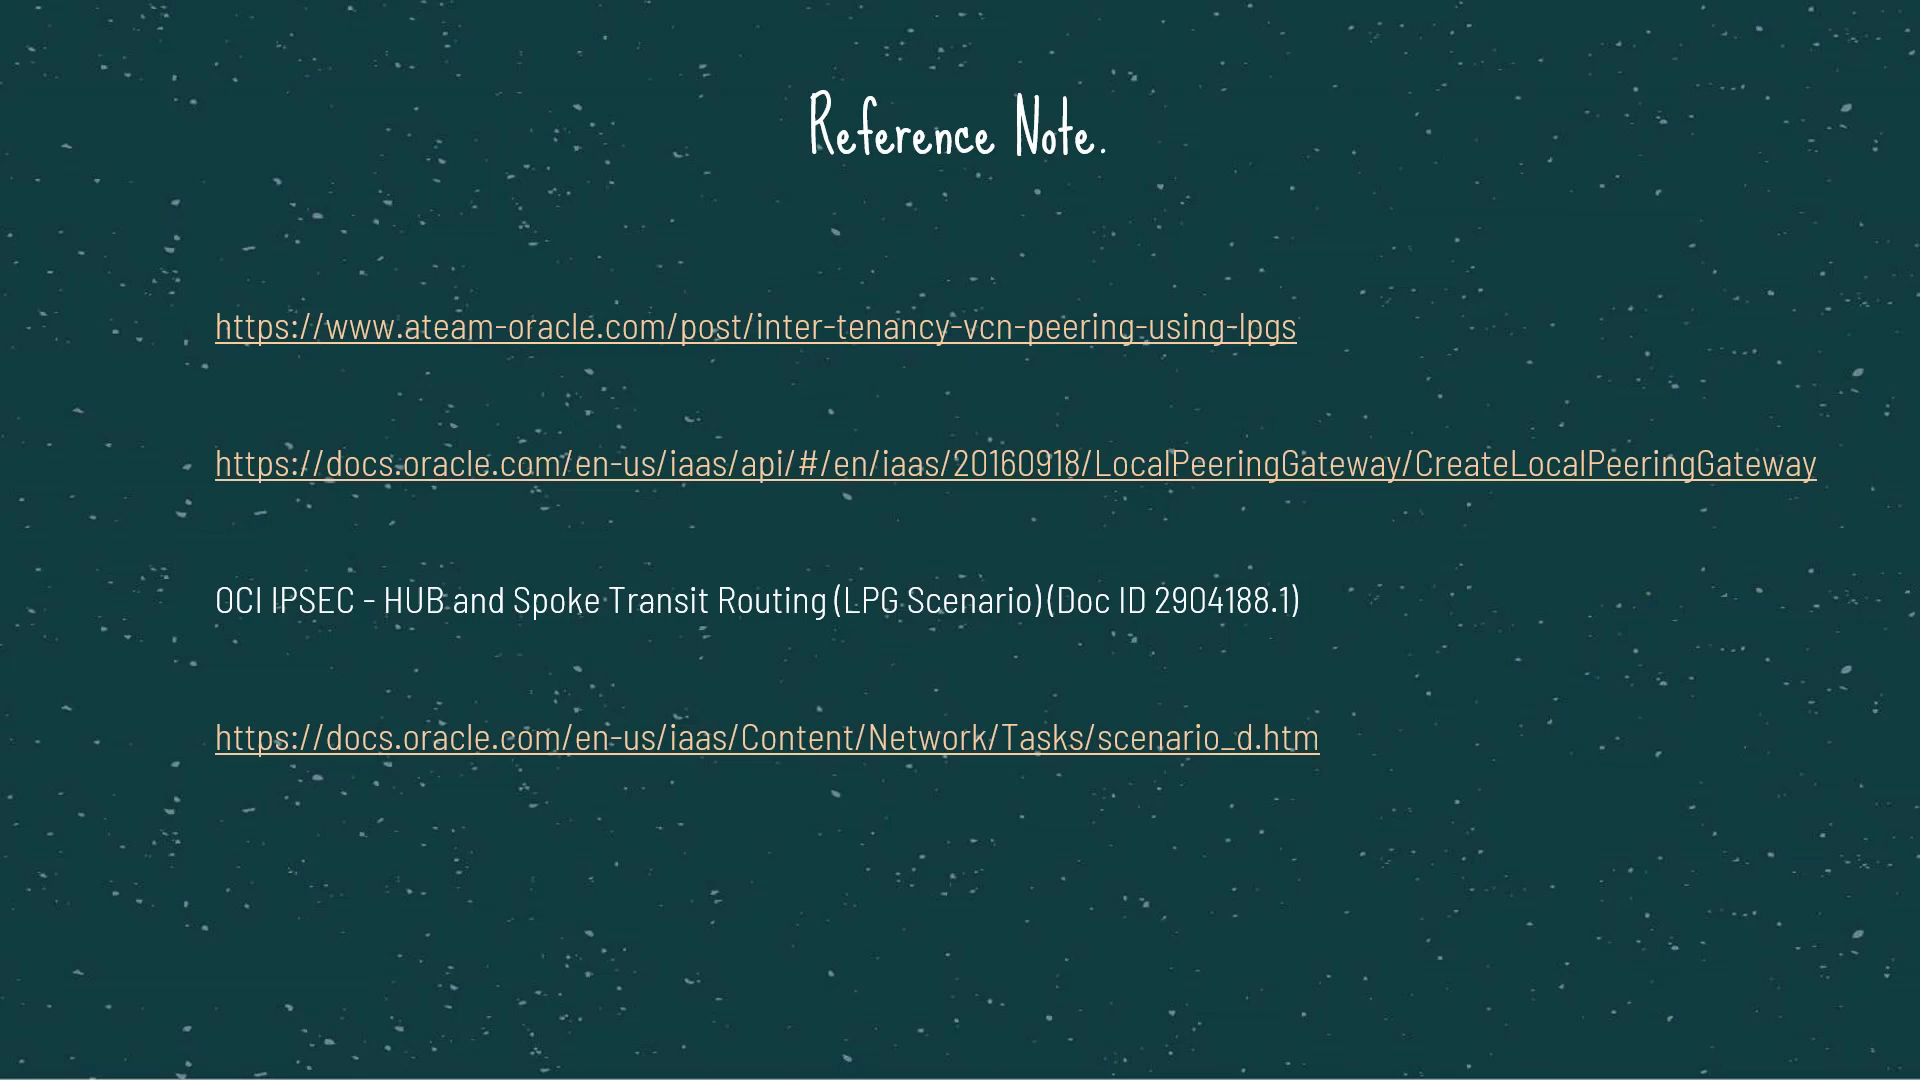 Reference Note.
https://www.ateam-oracle.com/post/inter-tenancy-vcn-peering-using-lpgs
https://docs.oracle.com/en-us/iaas/api/#/en/iaas/20160918/LocalPeeringGateway/CreateLocalPeeringGateway
OCI IPSEC - HUB and Spoke Transit Routing (LPG Scenario) (Doc ID 2904188.1)
https://docs.oracle.com/en-us/iaas/Content/Network/Tasks/scenario_d.htm